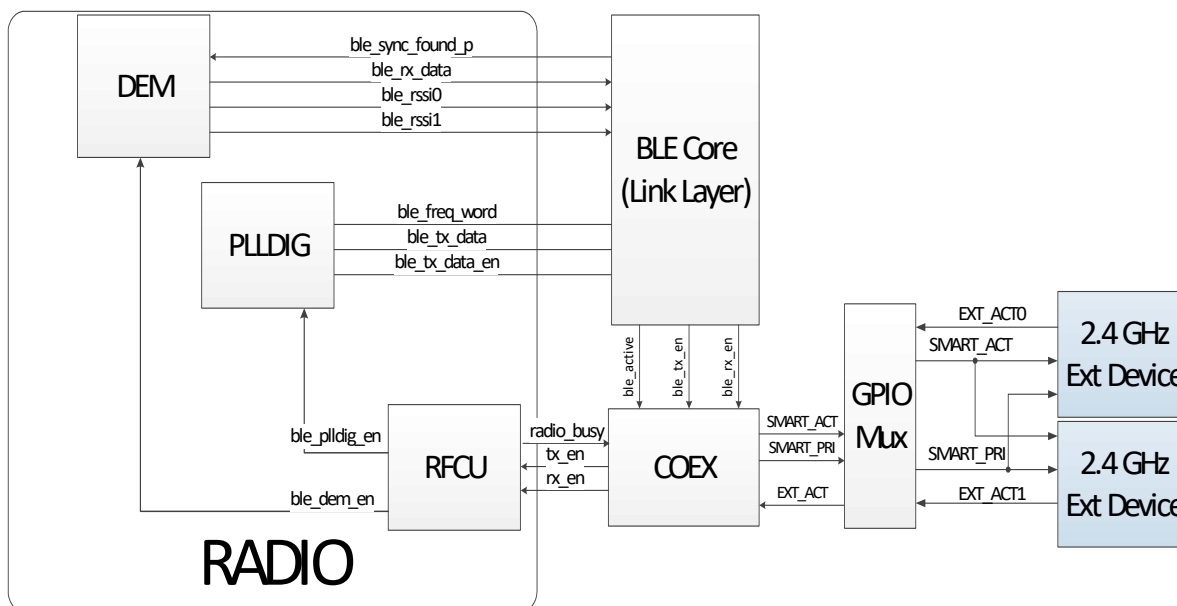 DEM
ble_sync_found_p
ble_rx_data
ble_rssi0
ble_rssi1
BLE Core
(Link Layer)
PLLDIG
ble_freq_word
ble_tx_data
ble_tx_data_en
ble_active
ble_tx_en
ble_rx_en
EXT_ACT0
SMART_ACT
2.4 GHz
Ext Device
GPIO
Mux
ble_plldig_en
ble_dem_en
RFCU
radio_busy
tx_en
rx_en
COEX
SMART_ACT
SMART_PRI
EXT_ACT
SMART_PRI
EXT_ACT1
2.4 GHz
Ext Device
RADIO